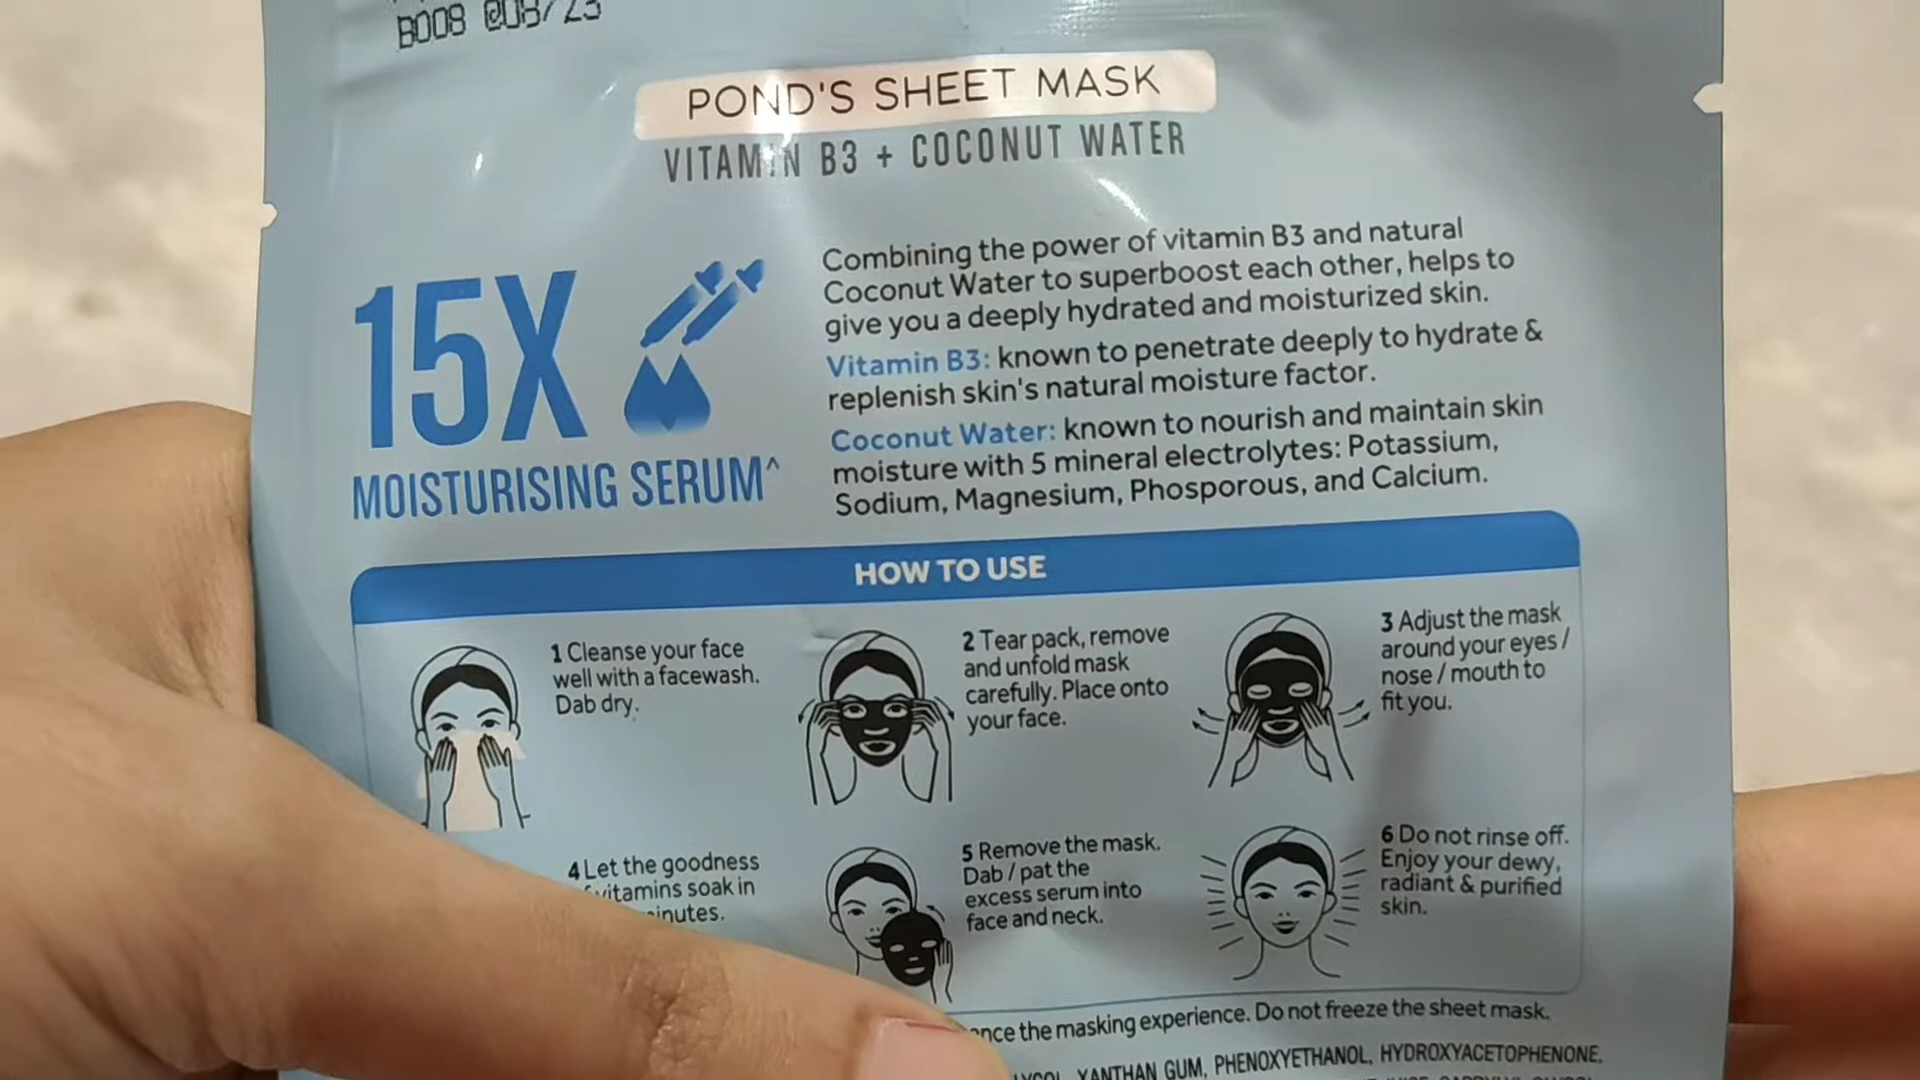 B008
POND'S SHEET MASK
VITAMIN B3 + COCONUT WATER
15X
MOISTURISING SERUM^
Combining the power of vitamin B3 and natural
Coconut Water to superboost each other, helps to
give you a deeply hydrated and moisturized skin.
Vitamin B3: known to penetrate deeply to hydrate &
replenish skin's natural moisture factor.
Coconut Water: known to nourish and maintain skin
moisture with 5 mineral electrolytes: Potassium,
Sodium, Magnesium, Phosporous, and Calcium.
HOW TO USE
1 Cleanse your face
well with a facewash.
Dab dry.
2 Tear pack, remove
and unfold mask
carefully. Place onto
your face.
3 Adjust the mask
around your eyes /
nose / mouth to
fit you.
4 Let the goodness
vitamins soak in
5 Remove the mask.
Dab / pat the
excess serum into
face and neck.
6 Do not rinse off.
Enjoy your dewy,
radiant & purified
skin.
the masking experience. Do not freeze the sheet mask.
XANTHAN GUM, PHENOXYETHANOL, HYDROXYACETOPHENONE,